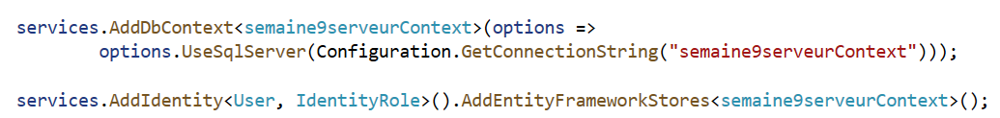 services.AddDbContext<semaine9serveurContext>(options =>
options.UseSqlServer(Configuration.GetConnectionString("semaine9serveurContext")));
services.AddIdentity<User, IdentityRole>().AddEntityFrameworkStores<semaine9serveurContext>();